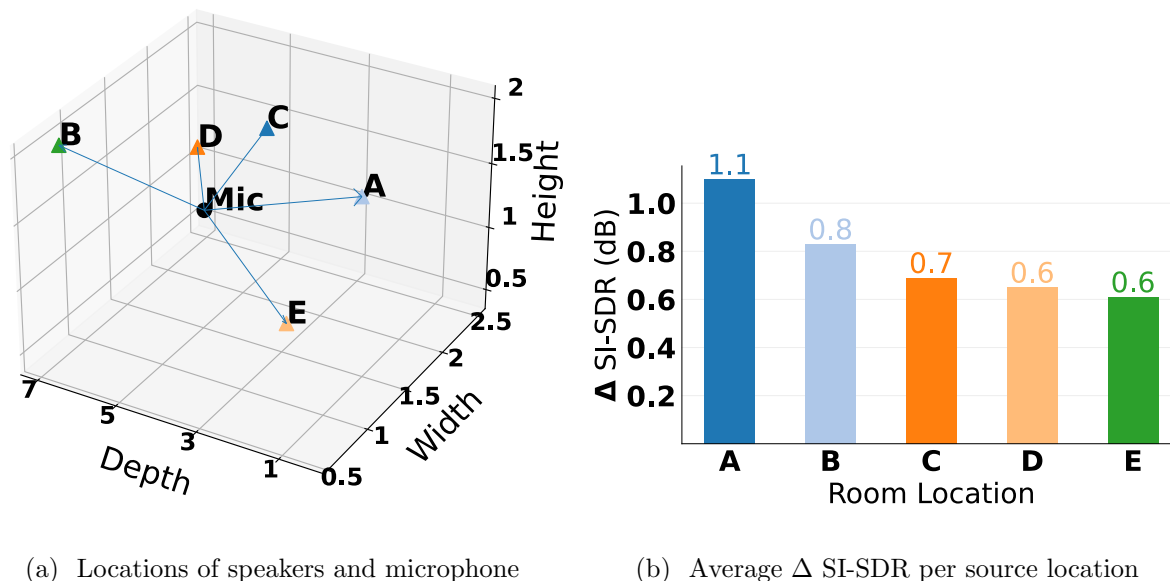 2
C
B
D
1.5
A
Mic
Height
1
0.5
E
2.5
2
1.5
7
5
1
Width
3
Depth
1
0.5
Δ SI-SDR (dB)
1.0
0.8
0.6
0.4
0.2
1.1
0.8
0.7
0.6
0.6
A B C D E
Room Location
(a) Locations of speakers and microphone
(b) Average Δ SI-SDR per source location